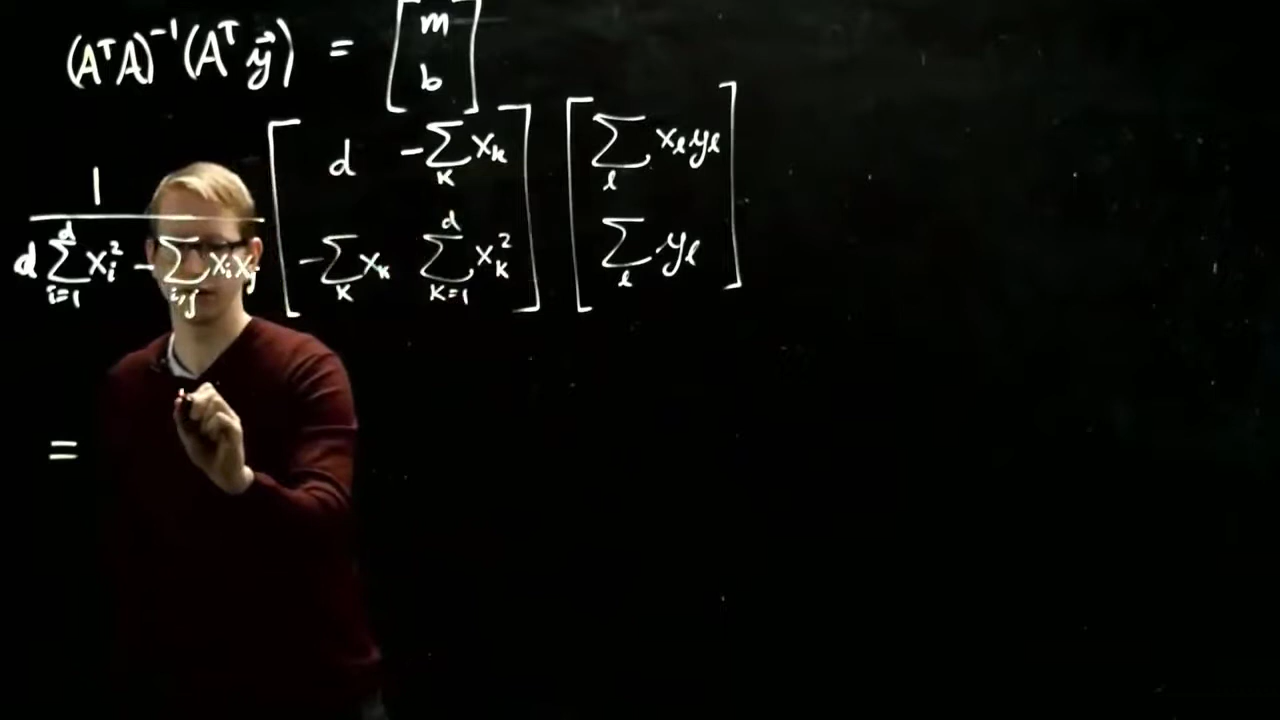 (AᵀA)⁻¹(Aᵀy⃗) = [m b]
1
d -∑ₖ xₖ ∑ₗ xₗyₗ
d∑ᵢ₌₁ᵈ xᵢ² - ∑ᵢ,ⱼ xᵢxⱼ -∑ₖ xₖ ∑ₖ₌₁ᵈ xₖ² ∑ₗ yₗ
=